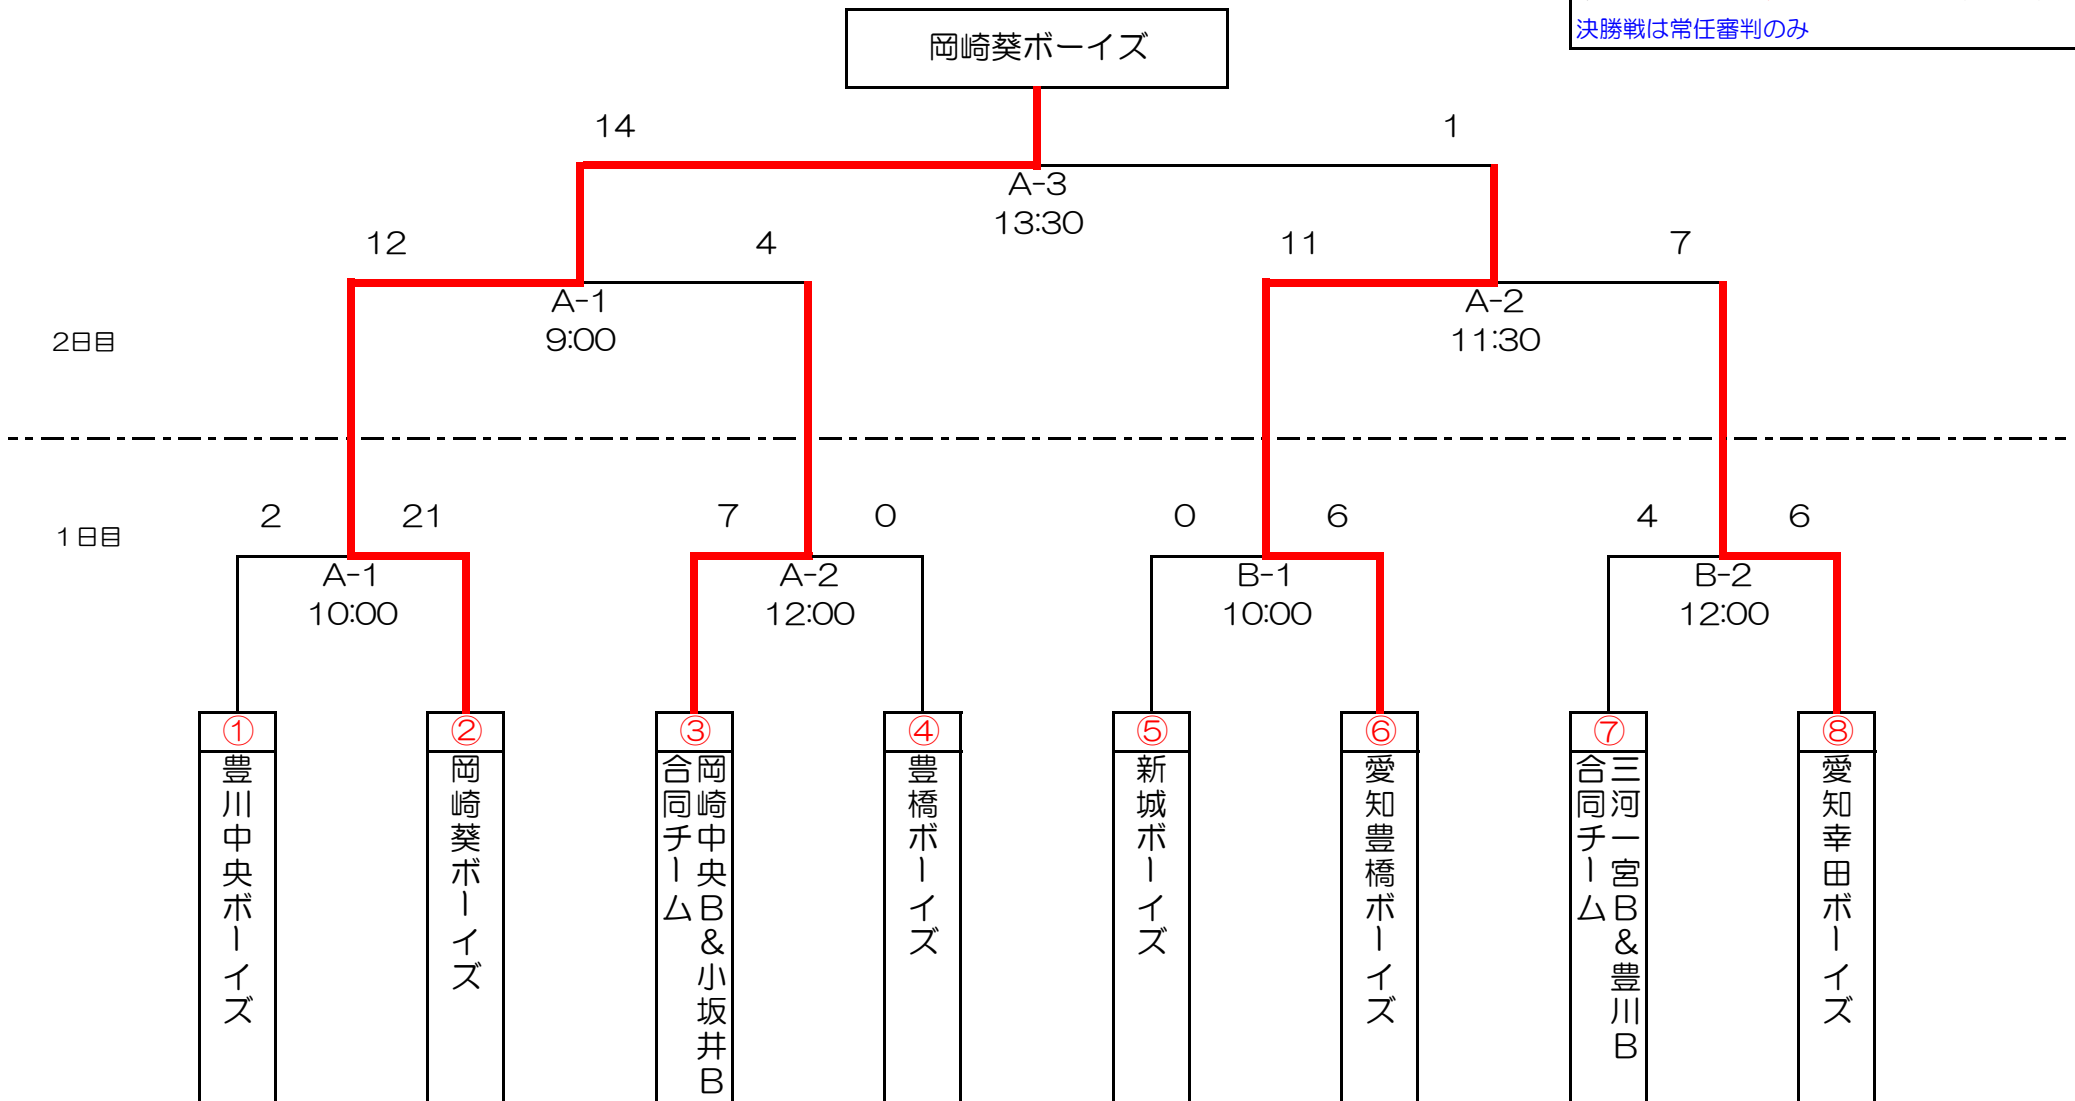 決勝戦は常任審判のみ
岡崎葵ボーイズ
14
1
A-3
13:30
12
4
11
7
A-1
9:00
A-2
11:30
2日目
2
21
7
0
0
6
4
6
1日目
A-1
10:00
A-2
12:00
B-1
10:00
B-2
12:00
①
②
③
④
⑤
⑥
⑦
⑧
豊川中央ボーイズ
岡崎葵ボーイズ
岡崎中央B&小坂井B
合同チーム
豊橋ボーイズ
新城ボーイズ
愛知豊橋ボーイズ
三河一宮B&豊川B
合同チーム
愛知幸田ボーイズ